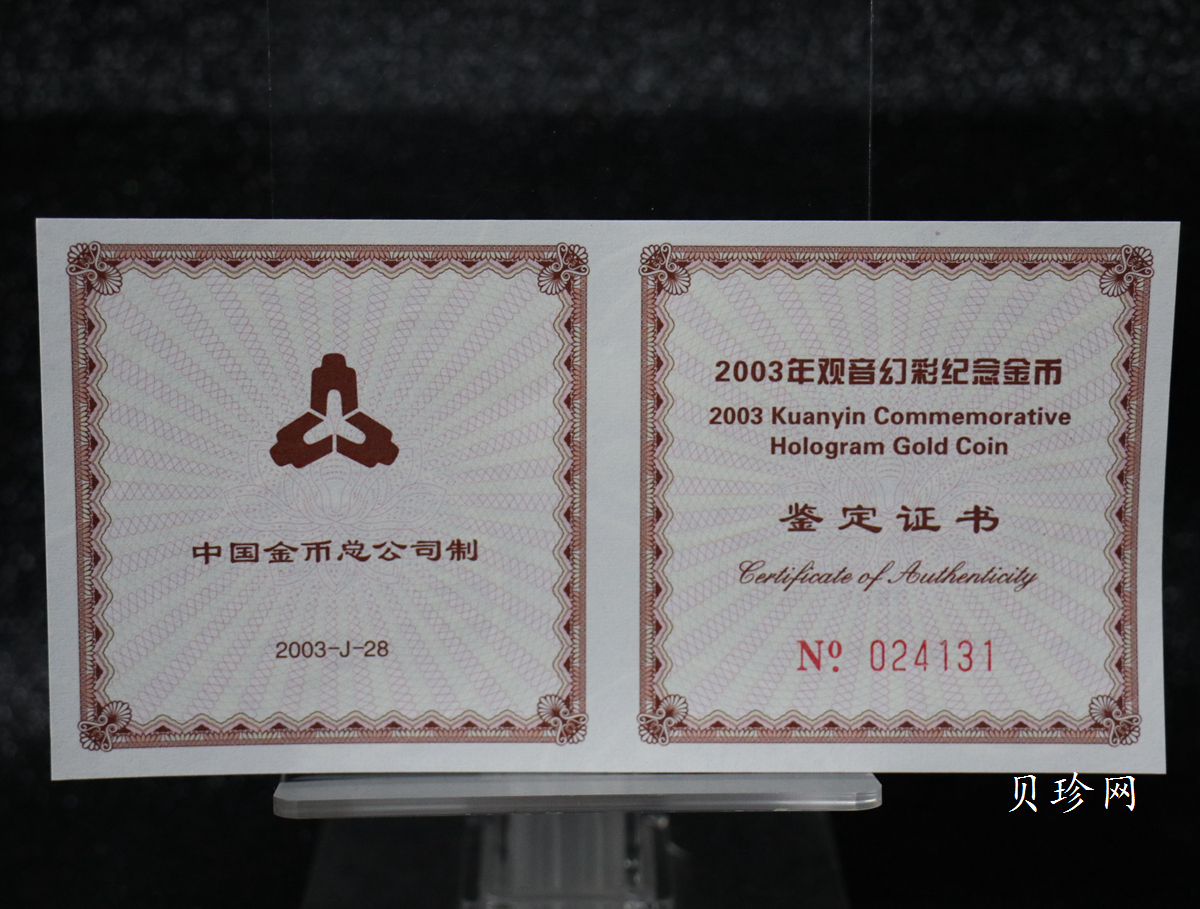 中国金币总公司制
2003-J-28
2003年观音幻彩纪念金币
2003 Kuanyin Commemorative
Hologram Gold Coin
鉴定证书
Certificate of Authenticity
Nº 024131
贝珍网